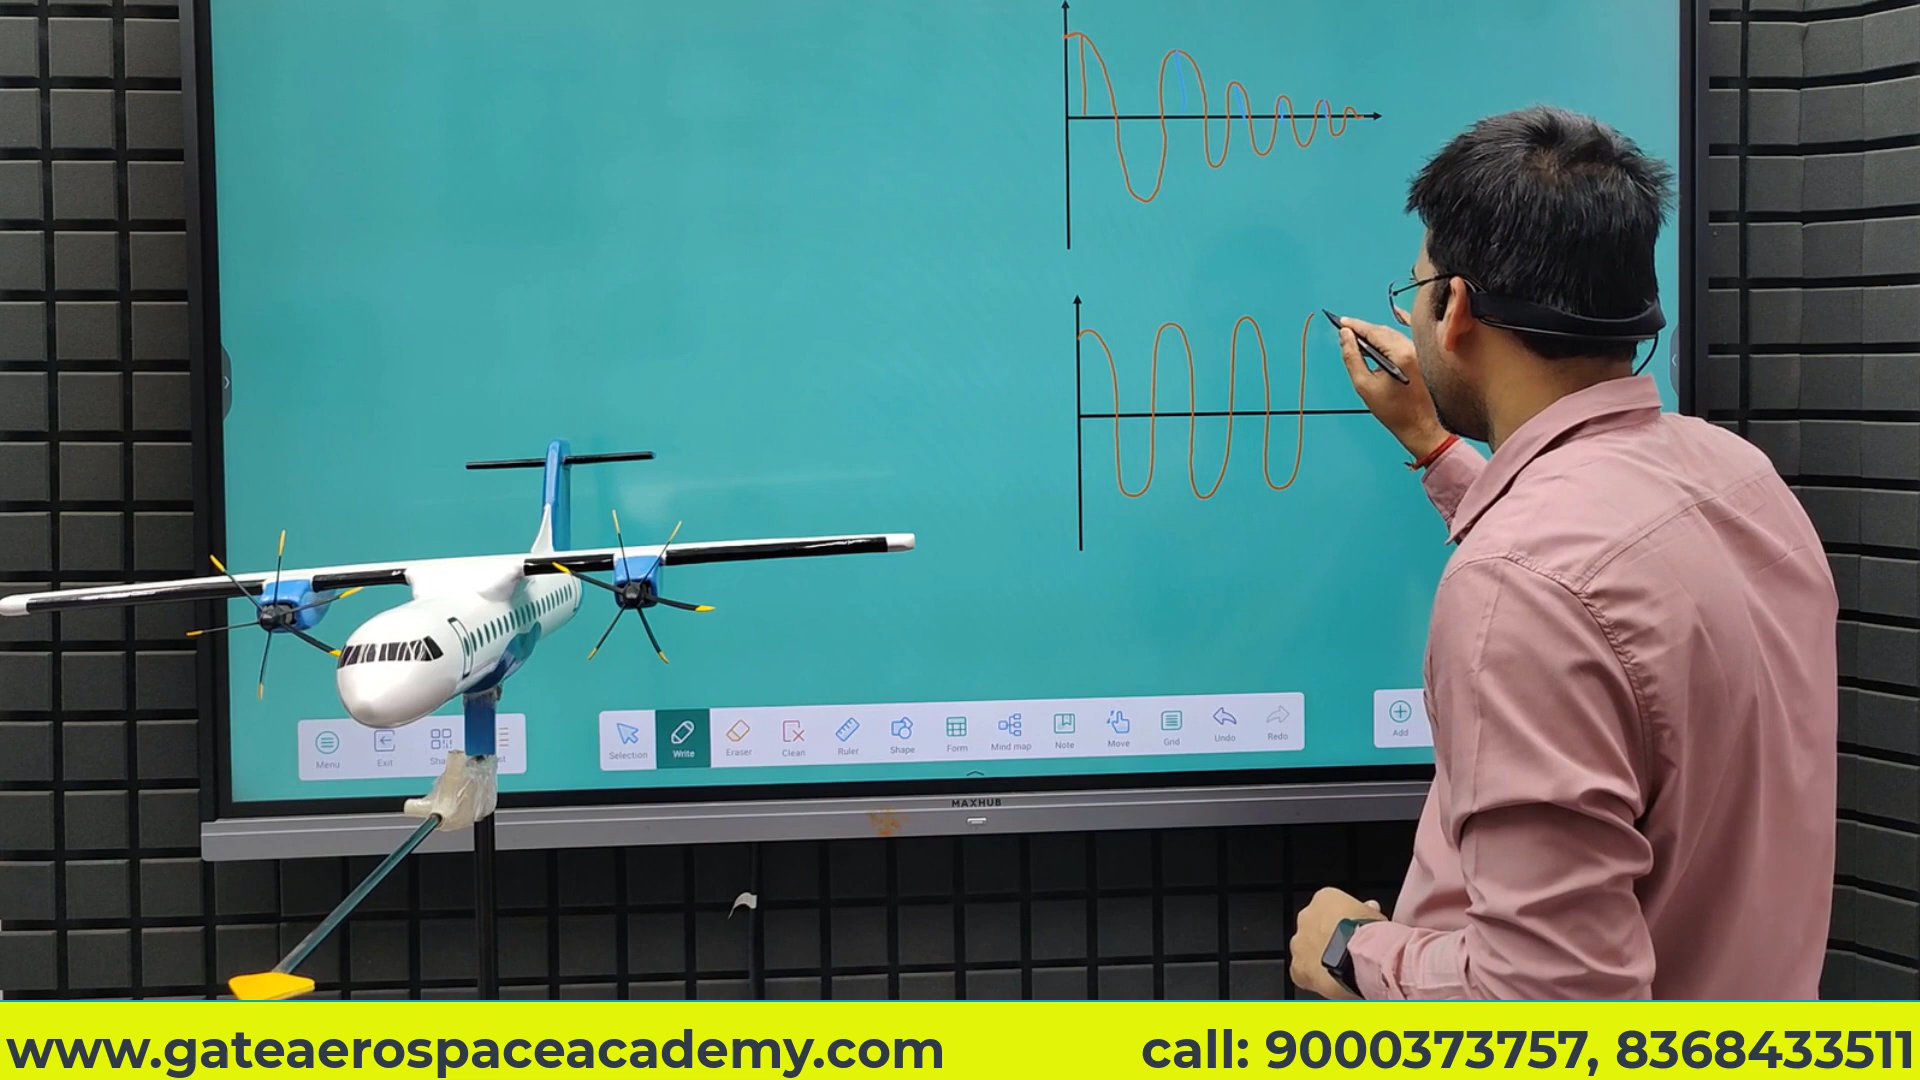 Menu
Exit
Selection
Write
Eraser
Clean
Ruler
Shape
Form
Mind map
Note
Move
Grid
Undo
Redo
Add
MAXHUB
www.gateaerospaceacademy.com
call: 9000373757, 8368433511